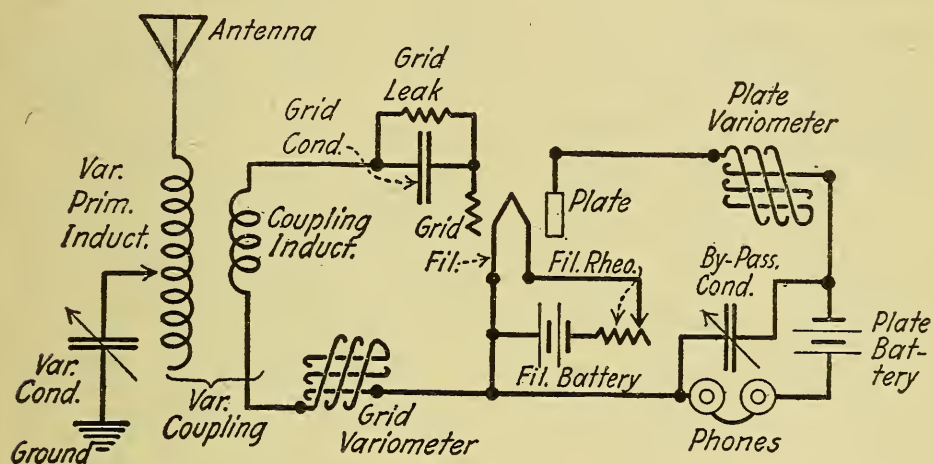 Antenna
Grid
Leak
Grid
Cond.
Plate
Variometer
Var.
Prim.
Induct.
Coupling
Induct.
Grid
Plate
Fil.
Fil. Rheo.
By-Pass.
Cond.
Var.
Cond.
Fil. Battery
Plate
Bat-
tery
Var.
Coupling
Grid
Variometer
Phones
Ground